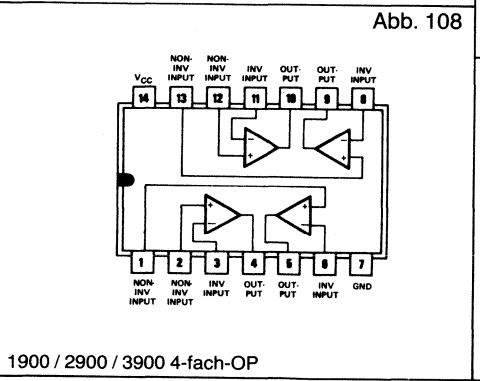 Abb. 108
VCC
NON-
INV
INPUT
NON-
INV
INPUT
INV
INPUT
OUT-
PUT
OUT-
PUT
INV
INPUT
14 13 12 11 10 9 8
- -
+ +
+ +
- -
1 2 3 4 5 6 7
NON-
INV
INPUT
NON-
INV
INPUT
INV
INPUT
OUT-
PUT
OUT-
PUT
INV
INPUT
GND
1900 / 2900 / 3900 4-fach-OP